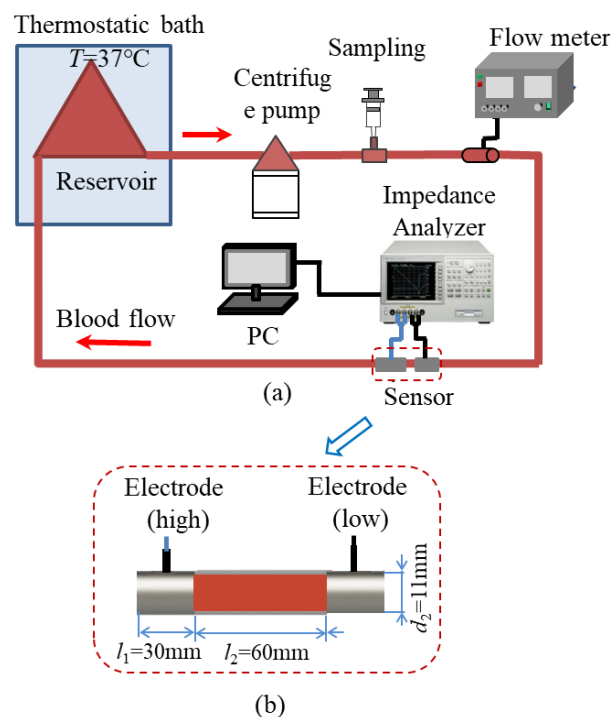 Thermostatic bath
T=37℃
Reservoir
Centrifug
e pump
Sampling
Flow meter
Impedance
Analyzer
PC
Blood flow
Sensor
(a)
Electrode
(high)
Electrode
(low)
d₂=11mm
l₁=30mm
l₂=60mm
(b)